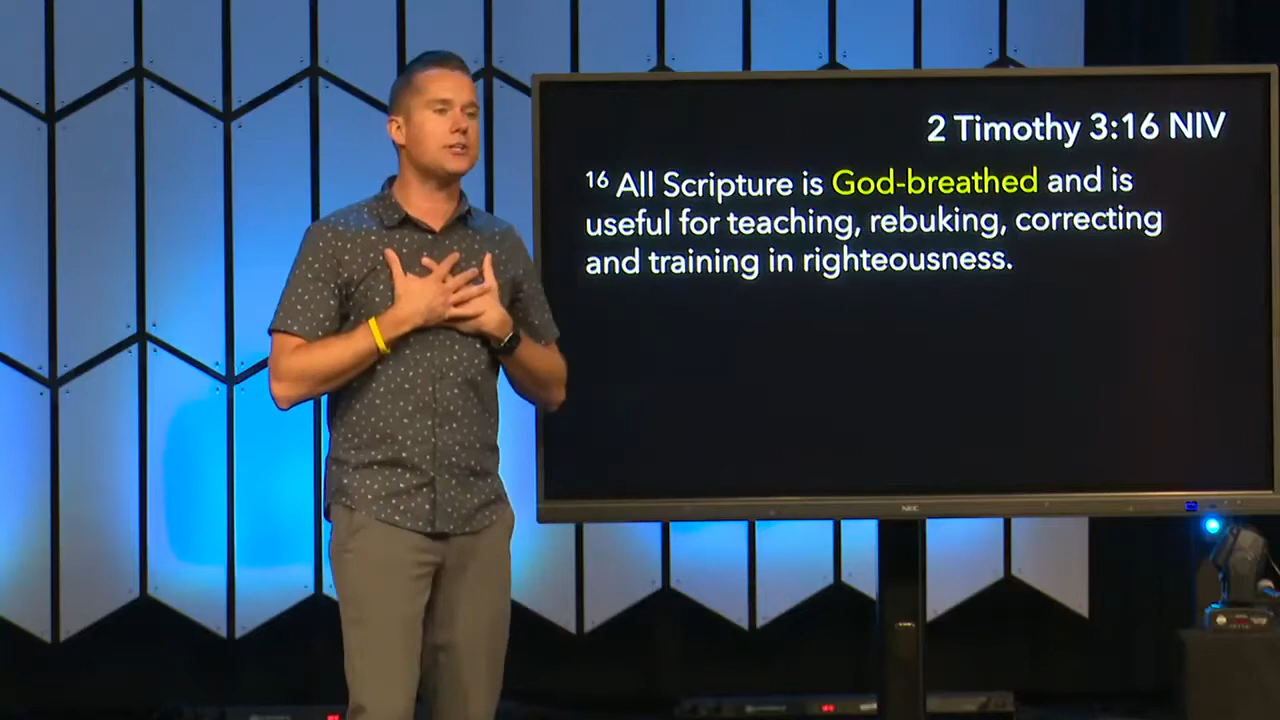 2 Timothy 3:16 NIV
16 All Scripture is God-breathed and is
useful for teaching, rebuking, correcting
and training in righteousness.
NEC